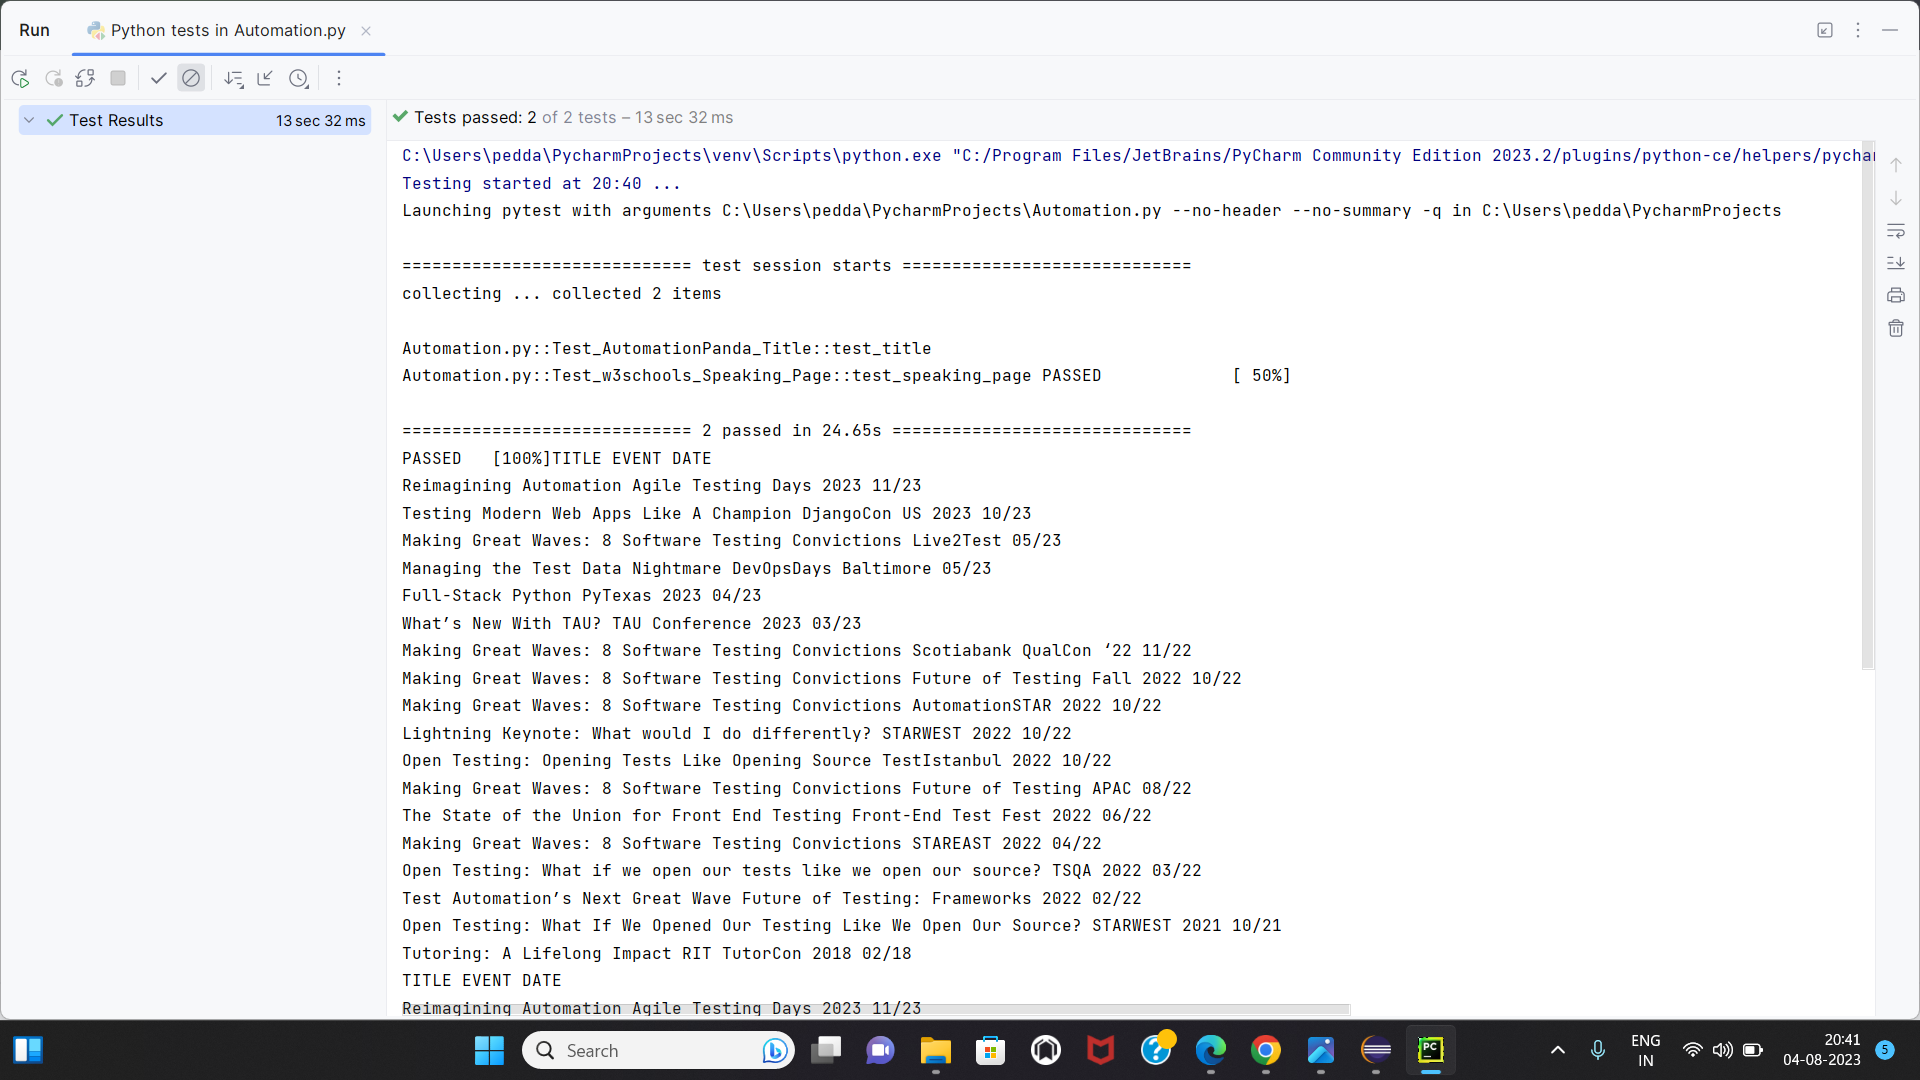 Run
Python tests in Automation.py
Test Results 13 sec 32 ms
Tests passed: 2 of 2 tests – 13 sec 32 ms
C:\Users\pedda\PycharmProjects\venv\Scripts\python.exe "C:/Program Files/JetBrains/PyCharm Community Edition 2023.2/plugins/python-ce/helpers/pychar
Testing started at 20:40 ...
Launching pytest with arguments C:\Users\pedda\PycharmProjects\Automation.py --no-header --no-summary -q in C:\Users\pedda\PycharmProjects
============================= test session starts =============================
collecting ... collected 2 items
Automation.py::Test_AutomationPanda_Title::test_title
Automation.py::Test_w3schools_Speaking_Page::test_speaking_page PASSED [ 50%]
============================= 2 passed in 24.65s ==============================
PASSED [100%]TITLE EVENT DATE
Reimagining Automation Agile Testing Days 2023 11/23
Testing Modern Web Apps Like A Champion DjangoCon US 2023 10/23
Making Great Waves: 8 Software Testing Convictions Live2Test 05/23
Managing the Test Data Nightmare DevOpsDays Baltimore 05/23
Full-Stack Python PyTexas 2023 04/23
What’s New With TAU? TAU Conference 2023 03/23
Making Great Waves: 8 Software Testing Convictions Scotiabank QualCon ‘22 11/22
Making Great Waves: 8 Software Testing Convictions Future of Testing Fall 2022 10/22
Making Great Waves: 8 Software Testing Convictions AutomationSTAR 2022 10/22
Lightning Keynote: What would I do differently? STARWEST 2022 10/22
Open Testing: Opening Tests Like Opening Source TestIstanbul 2022 10/22
Making Great Waves: 8 Software Testing Convictions Future of Testing APAC 08/22
The State of the Union for Front End Testing Front-End Test Fest 2022 06/22
Making Great Waves: 8 Software Testing Convictions STAREAST 2022 04/22
Open Testing: What if we open our tests like we open our source? TSQA 2022 03/22
Test Automation’s Next Great Wave Future of Testing: Frameworks 2022 02/22
Open Testing: What If We Opened Our Testing Like We Open Our Source? STARWEST 2021 10/21
Tutoring: A Lifelong Impact RIT TutorCon 2018 02/18
TITLE EVENT DATE
Reimagining Automation Agile Testing Days 2023 11/23
Search
PC
ENG
IN
20:41
04-08-2023
5